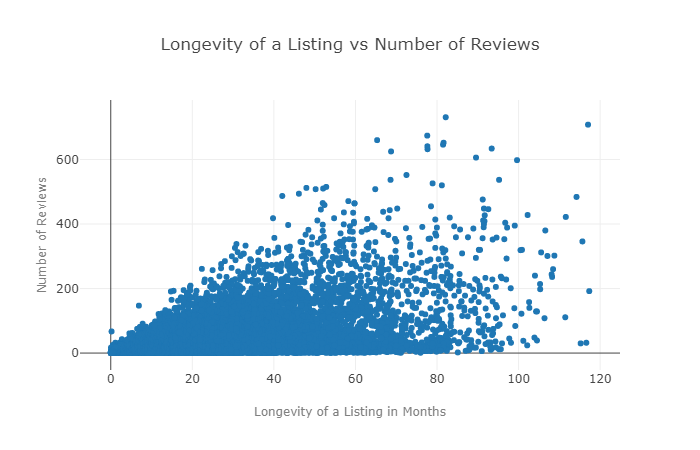 Longevity of a Listing vs Number of Reviews
Number of Reviews
600
400
200
0
0 20 40 60 80 100 120
Longevity of a Listing in Months